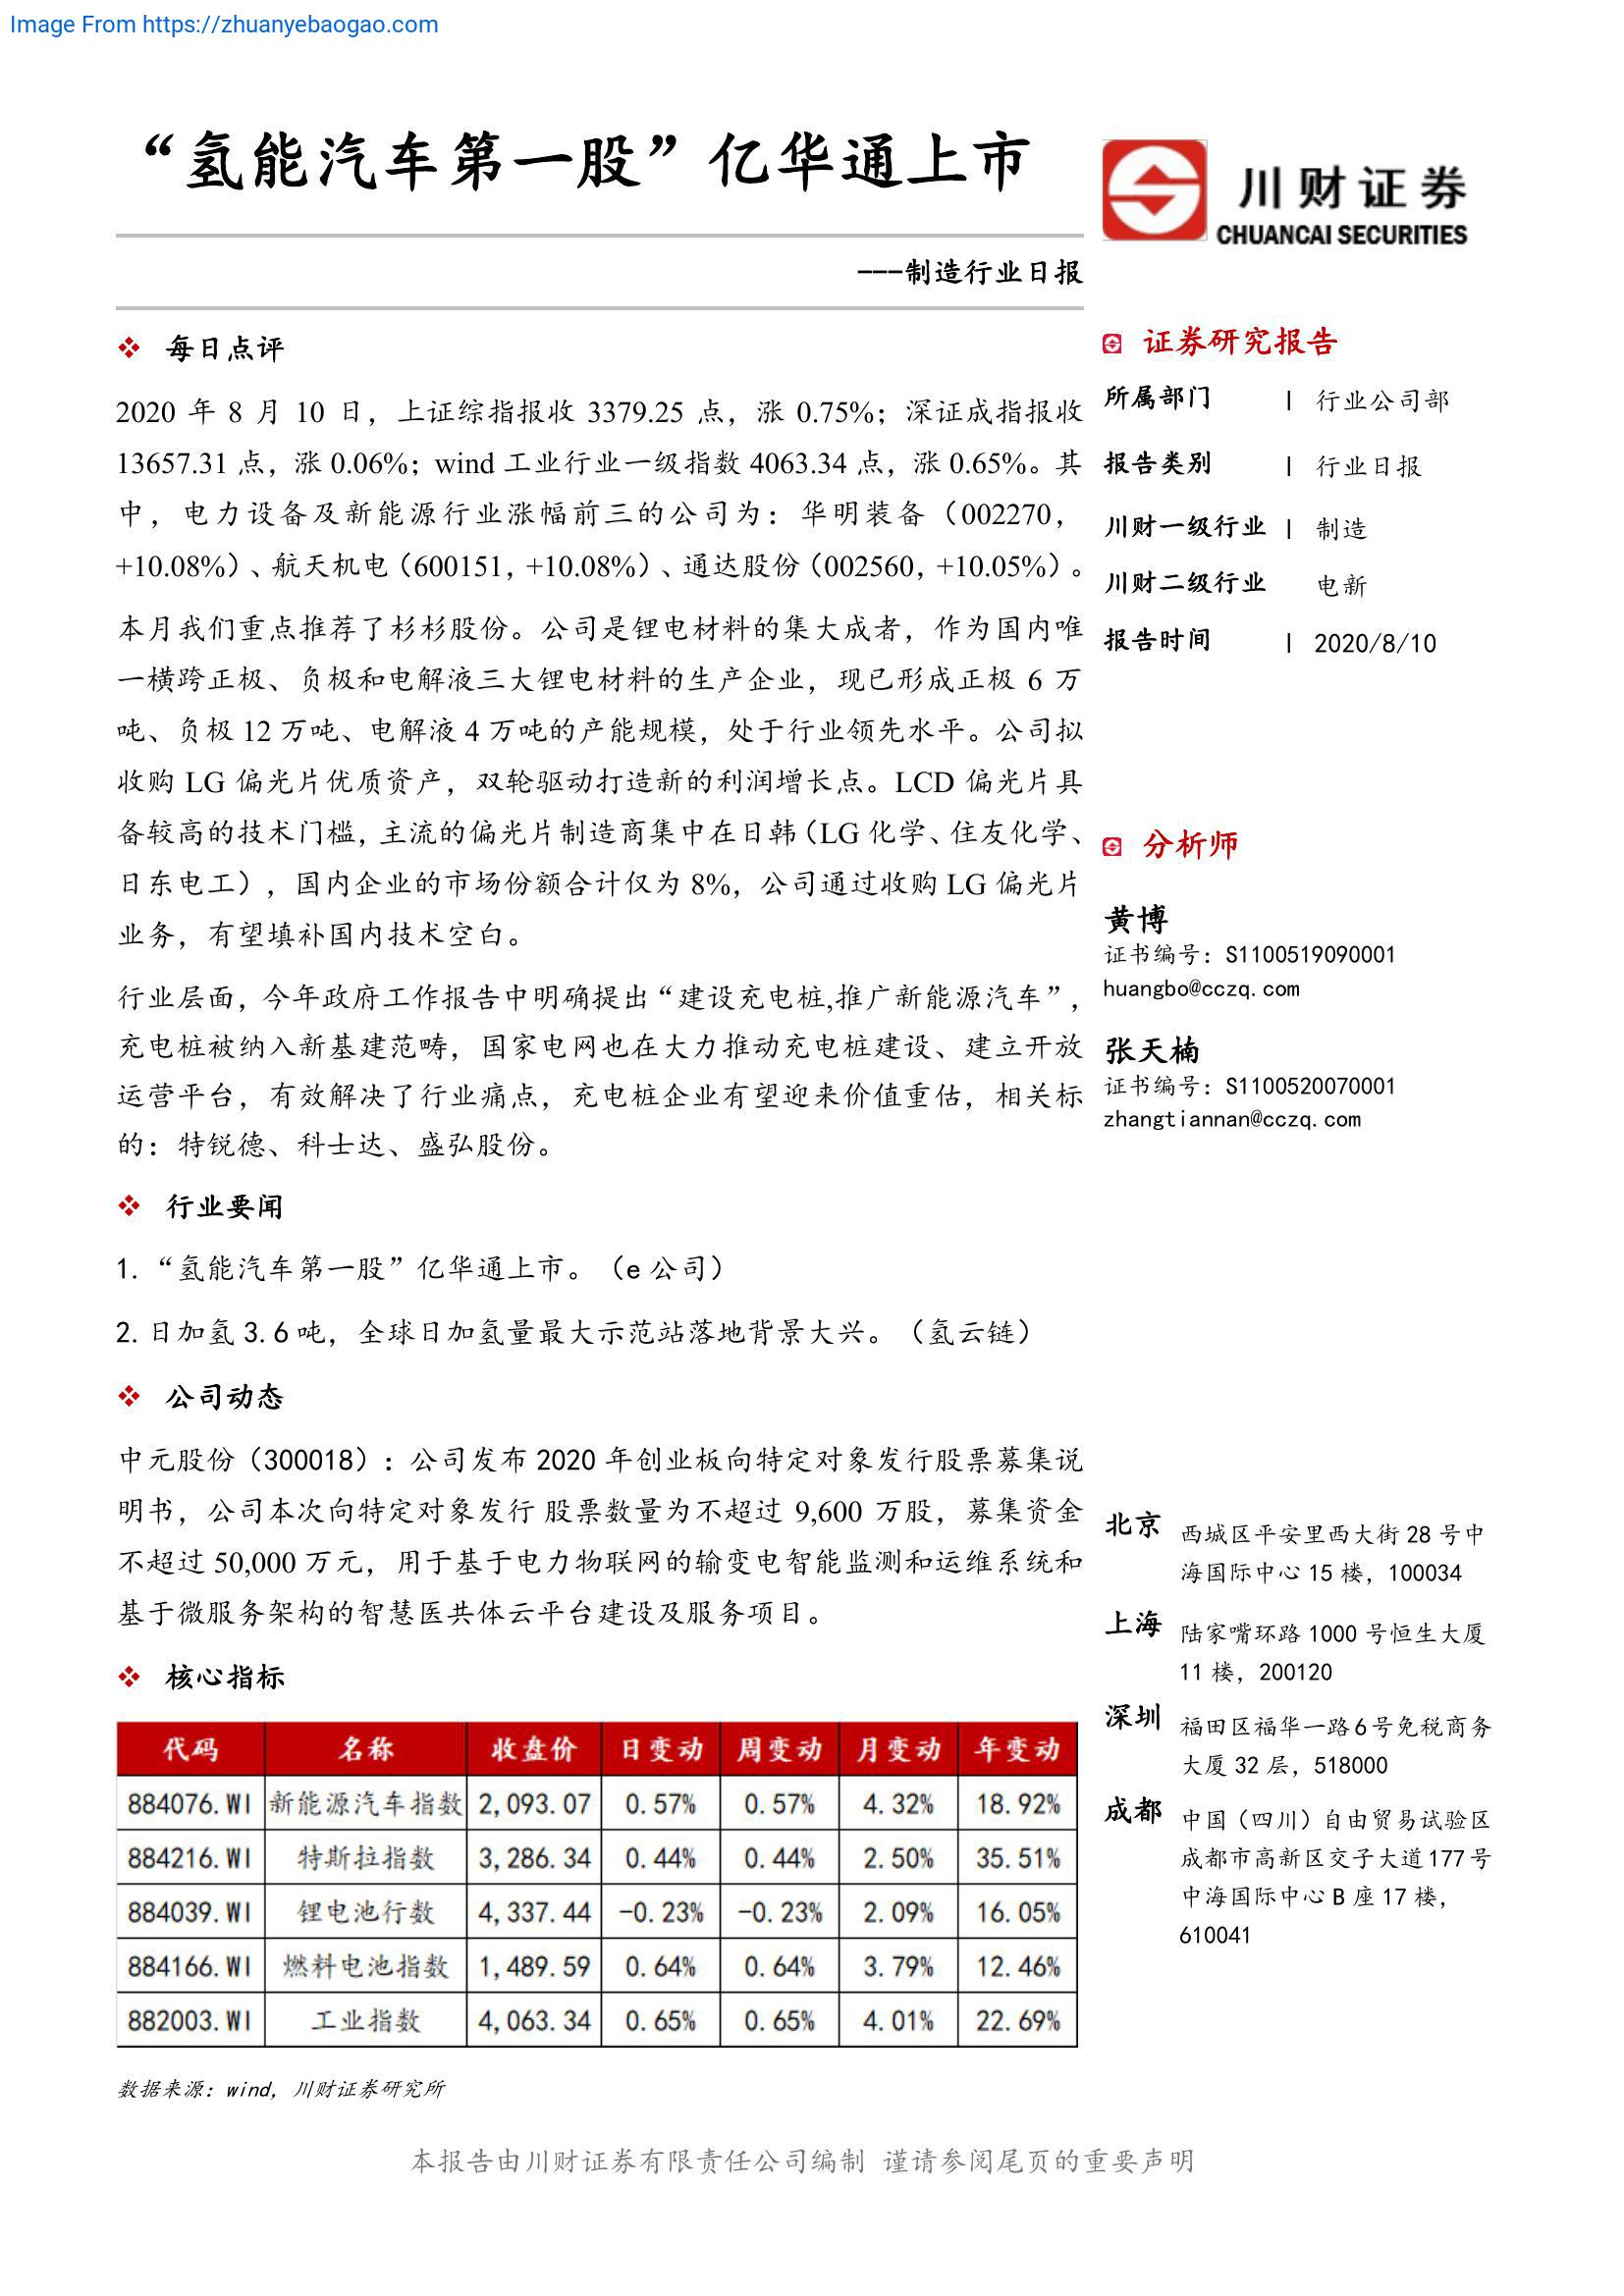 Image From https://zhuanyebaogao.com
“氢能汽车第一股”亿华通上市
---制造行业日报
川财证券
CHUANCAI SECURITIES
每日点评
2020 年 8 月 10 日，上证综指报收 3379.25 点，涨 0.75%；深证成指报收
13657.31 点，涨 0.06%；wind 工业行业一级指数 4063.34 点，涨 0.65%。其
中，电力设备及新能源行业涨幅前三的公司为：华明装备（002270，
+10.08%）、航天机电（600151，+10.08%）、通达股份（002560，+10.05%）。
本月我们重点推荐了杉杉股份。公司是锂电材料的集大成者，作为国内唯
一横跨正极、负极和电解液三大锂电材料的生产企业，现已形成正极 6 万
吨、负极 12 万吨、电解液 4 万吨的产能规模，处于行业领先水平。公司拟
收购 LG 偏光片优质资产，双轮驱动打造新的利润增长点。LCD 偏光片具
备较高的技术门槛，主流的偏光片制造商集中在日韩（LG 化学、住友化学、
日东电工），国内企业的市场份额合计仅为 8%，公司通过收购 LG 偏光片
业务，有望填补国内技术空白。
行业层面，今年政府工作报告中明确提出“建设充电桩,推广新能源汽车”，
充电桩被纳入新基建范畴，国家电网也在大力推动充电桩建设、建立开放
运营平台，有效解决了行业痛点，充电桩企业有望迎来价值重估，相关标
的：特锐德、科士达、盛弘股份。
行业要闻
1. “氢能汽车第一股”亿华通上市。（e 公司）
2. 日加氢 3.6 吨，全球日加氢量最大示范站落地背景大兴。（氢云链）
公司动态
中元股份（300018）：公司发布 2020 年创业板向特定对象发行股票募集说
明书，公司本次向特定对象发行 股票数量为不超过 9,600 万股，募集资金
不超过 50,000 万元，用于基于电力物联网的输变电智能监测和运维系统和
基于微服务架构的智慧医共体云平台建设及服务项目。
核心指标
代码 名称 收盘价 日变动 周变动 月变动 年变动
884076.WI 新能源汽车指数 2,093.07 0.57% 0.57% 4.32% 18.92%
884216.WI 特斯拉指数 3,286.34 0.44% 0.44% 2.50% 35.51%
884039.WI 锂电池行数 4,337.44 -0.23% -0.23% 2.09% 16.05%
884166.WI 燃料电池指数 1,489.59 0.64% 0.64% 3.79% 12.46%
882003.WI 工业指数 4,063.34 0.65% 0.65% 4.01% 22.69%
数据来源：wind，川财证券研究所
证券研究报告
所属部门 | 行业公司部
报告类别 | 行业日报
川财一级行业 | 制造
川财二级行业 电新
报告时间 | 2020/8/10
分析师
黄博
证书编号：S1100519090001
huangbo@cczq.com
张天楠
证书编号：S1100520070001
zhangtiannan@cczq.com
北京 西城区平安里西大街 28 号中
海国际中心 15 楼，100034
上海 陆家嘴环路 1000 号恒生大厦
11 楼，200120
深圳 福田区福华一路 6 号免税商务
大厦 32 层，518000
成都 中国（四川）自由贸易试验区
成都市高新区交子大道 177 号
中海国际中心 B 座 17 楼，
610041
本报告由川财证券有限责任公司编制 谨请参阅尾页的重要声明